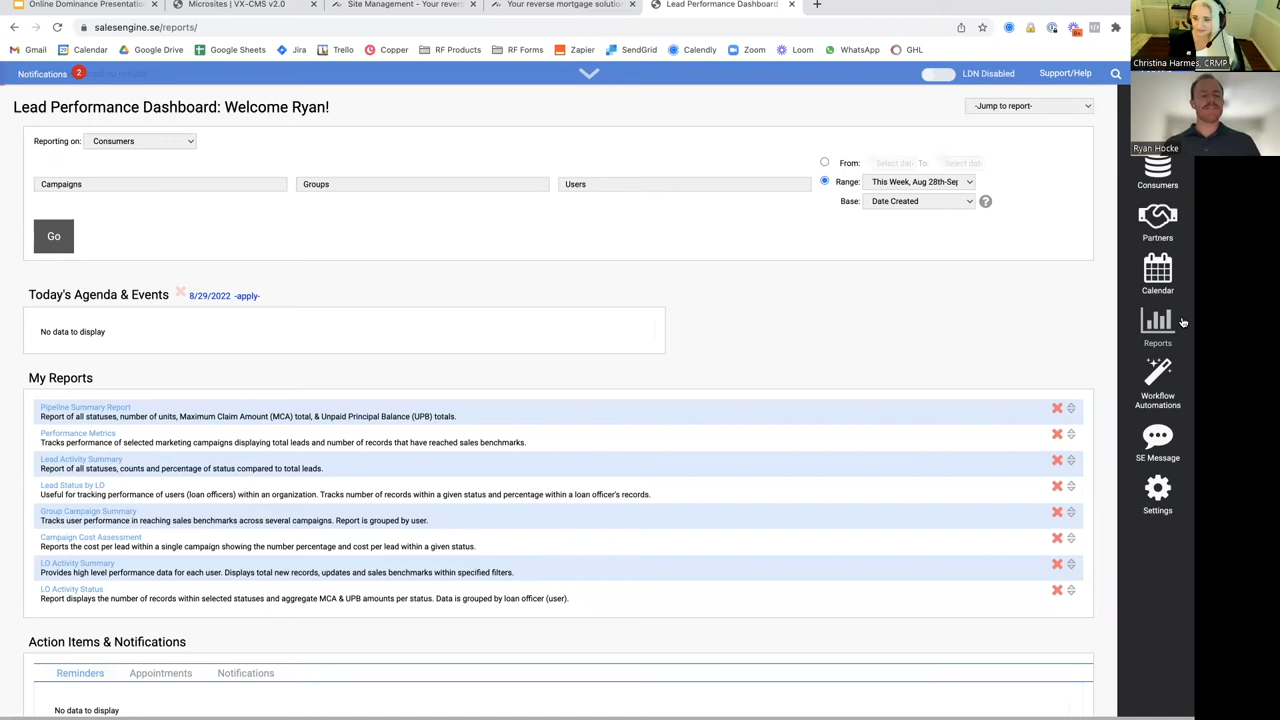 Online Dominance Presentation
Microsites | VX-CMS v2.0
Site Management - Your revers
Your reverse mortgage solution
Lead Performance Dashboard
salesengine.se/reports/
Gmail
Calendar
Google Drive
Google Sheets
Jira
Trello
Copper
RF Products
RF Forms
Zapier
SendGrid
Calendly
Zoom
Loom
WhatsApp
GHL
Christina Harmes, CRMP
Ryan Hocke
Notifications 2
LDN Disabled
Support/Help
Lead Performance Dashboard: Welcome Ryan!
-Jump to report-
Reporting on: Consumers
From: Select date To: Select date
Campaigns
Groups
Users
Range: This Week, Aug 28th-Sep
Base: Date Created
?
Go
Today's Agenda & Events 8/29/2022 -apply-
No data to display
My Reports
Pipeline Summary Report
Report of all statuses, number of units, Maximum Claim Amount (MCA) total, & Unpaid Principal Balance (UPB) totals.
Performance Metrics
Tracks performance of selected marketing campaigns displaying total leads and number of records that have reached sales benchmarks.
Lead Activity Summary
Report of all statuses, counts and percentage of status compared to total leads.
Lead Status by LO
Useful for tracking performance of users (loan officers) within an organization. Tracks number of records within a given status and percentage within a loan officer's records.
Group Campaign Summary
Tracks user performance in reaching sales benchmarks across several campaigns. Report is grouped by user.
Campaign Cost Assessment
Reports the cost per lead within a single campaign showing the number percentage and cost per lead within a given status.
LO Activity Summary
Provides high level performance data for each user. Displays total new records, updates and sales benchmarks within specified filters.
LO Activity Status
Report displays the number of records within selected statuses and aggregate MCA & UPB amounts per status. Data is grouped by loan officer (user).
Action Items & Notifications
Reminders
Appointments
Notifications
No data to display
Consumers
Partners
Calendar
Reports
Workflow
Automations
SE Message
Settings